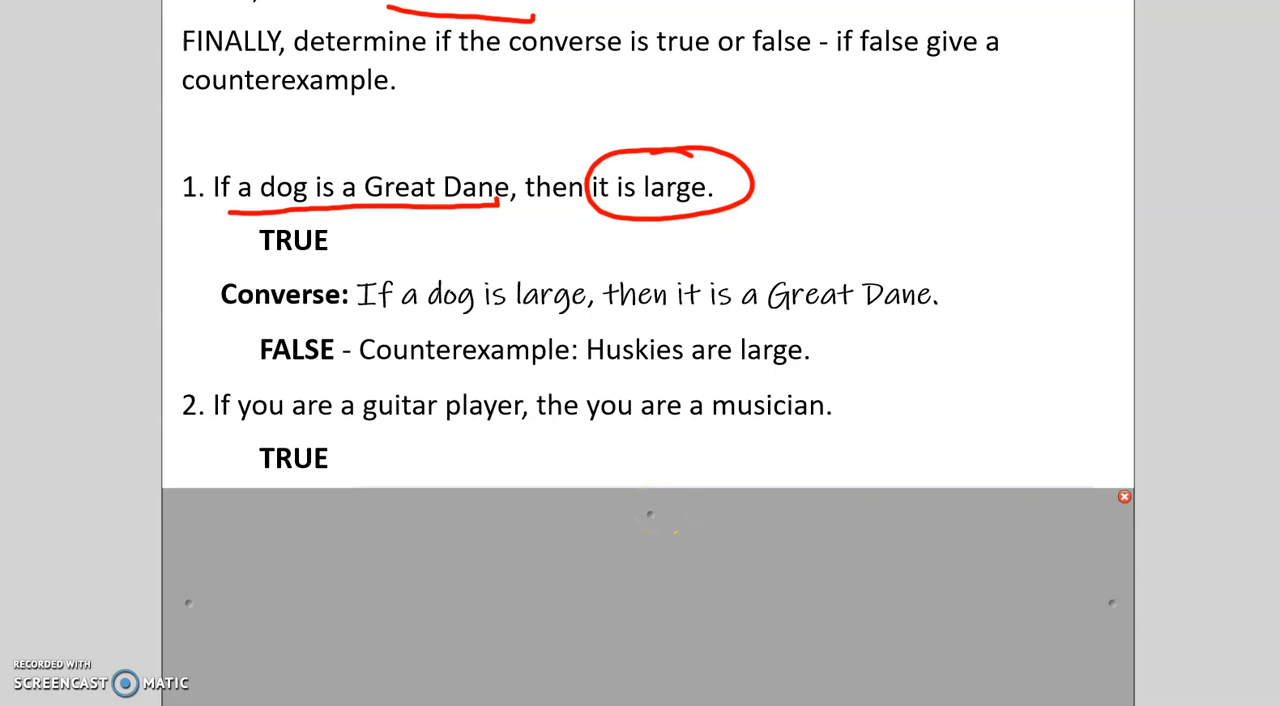 FINALLY, determine if the converse is true or false - if false give a
counterexample.
1. If a dog is a Great Dane, then it is large.
TRUE
Converse: If a dog is large, then it is a Great Dane.
FALSE - Counterexample: Huskies are large.
2. If you are a guitar player, the you are a musician.
TRUE
RECORDED WITH
SCREENCAST MATIC